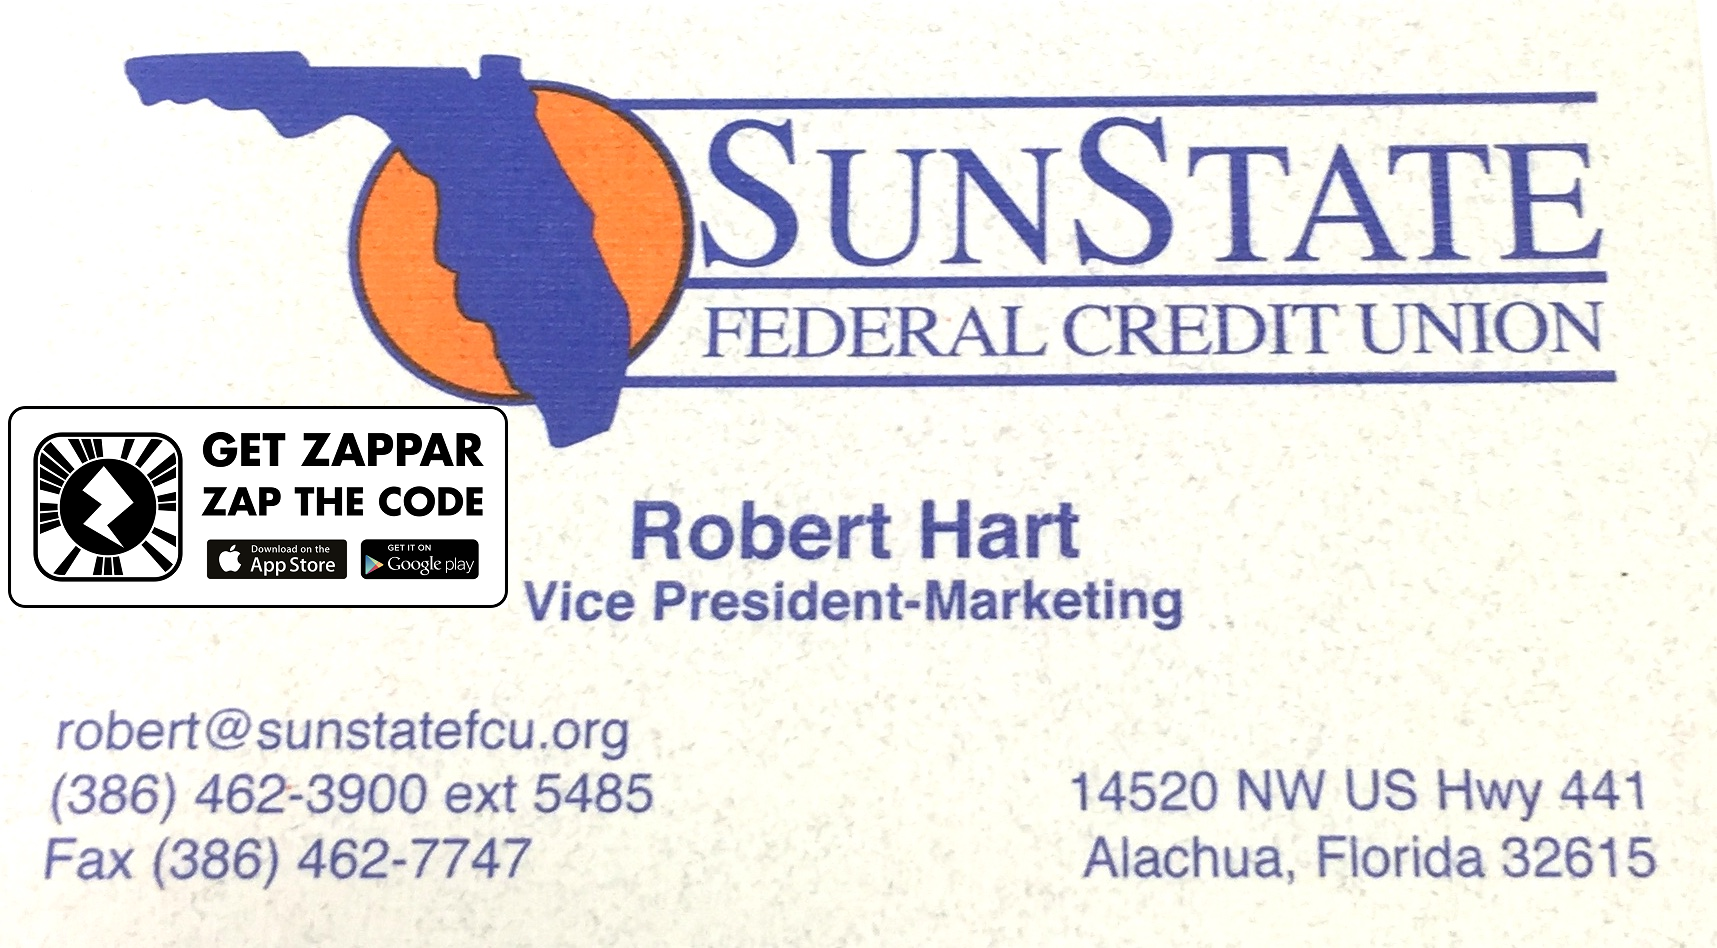 SUNSTATE
FEDERAL CREDIT UNION
GET ZAPPAR
ZAP THE CODE
Download on the
App Store
GET IT ON
Google play
Robert Hart
Vice President-Marketing
robert@sunstatefcu.org
(386) 462-3900 ext 5485
Fax (386) 462-7747
14520 NW US Hwy 441
Alachua, Florida 32615